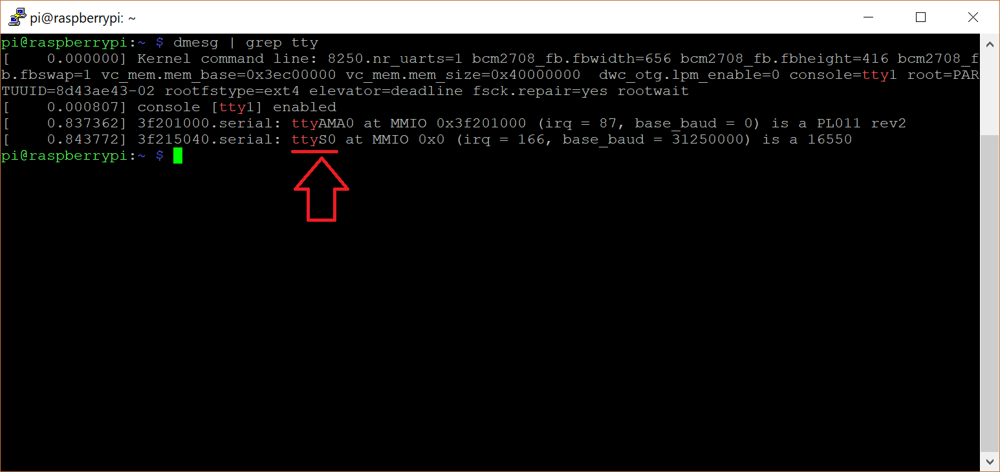 pi@raspberrypi: ~
pi@raspberrypi:~ $ dmesg | grep tty
[    0.000000] Kernel command line: 8250.nr_uarts=1 bcm2708_fb.fbwidth=656 bcm2708_fb.fbheight=416 bcm2708_f
b.fbswap=1 vc_mem.mem_base=0x3ec00000 vc_mem.mem_size=0x40000000  dwc_otg.lpm_enable=0 console=tty1 root=PAR
TUUID=8d43ae43-02 rootfstype=ext4 elevator=deadline fsck.repair=yes rootwait
[    0.000807] console [tty1] enabled
[    0.837362] 3f201000.serial: ttyAMA0 at MMIO 0x3f201000 (irq = 87, base_baud = 0) is a PL011 rev2
[    0.843772] 3f215040.serial: ttyS0 at MMIO 0x0 (irq = 166, base_baud = 31250000) is a 16550
pi@raspberrypi:~ $